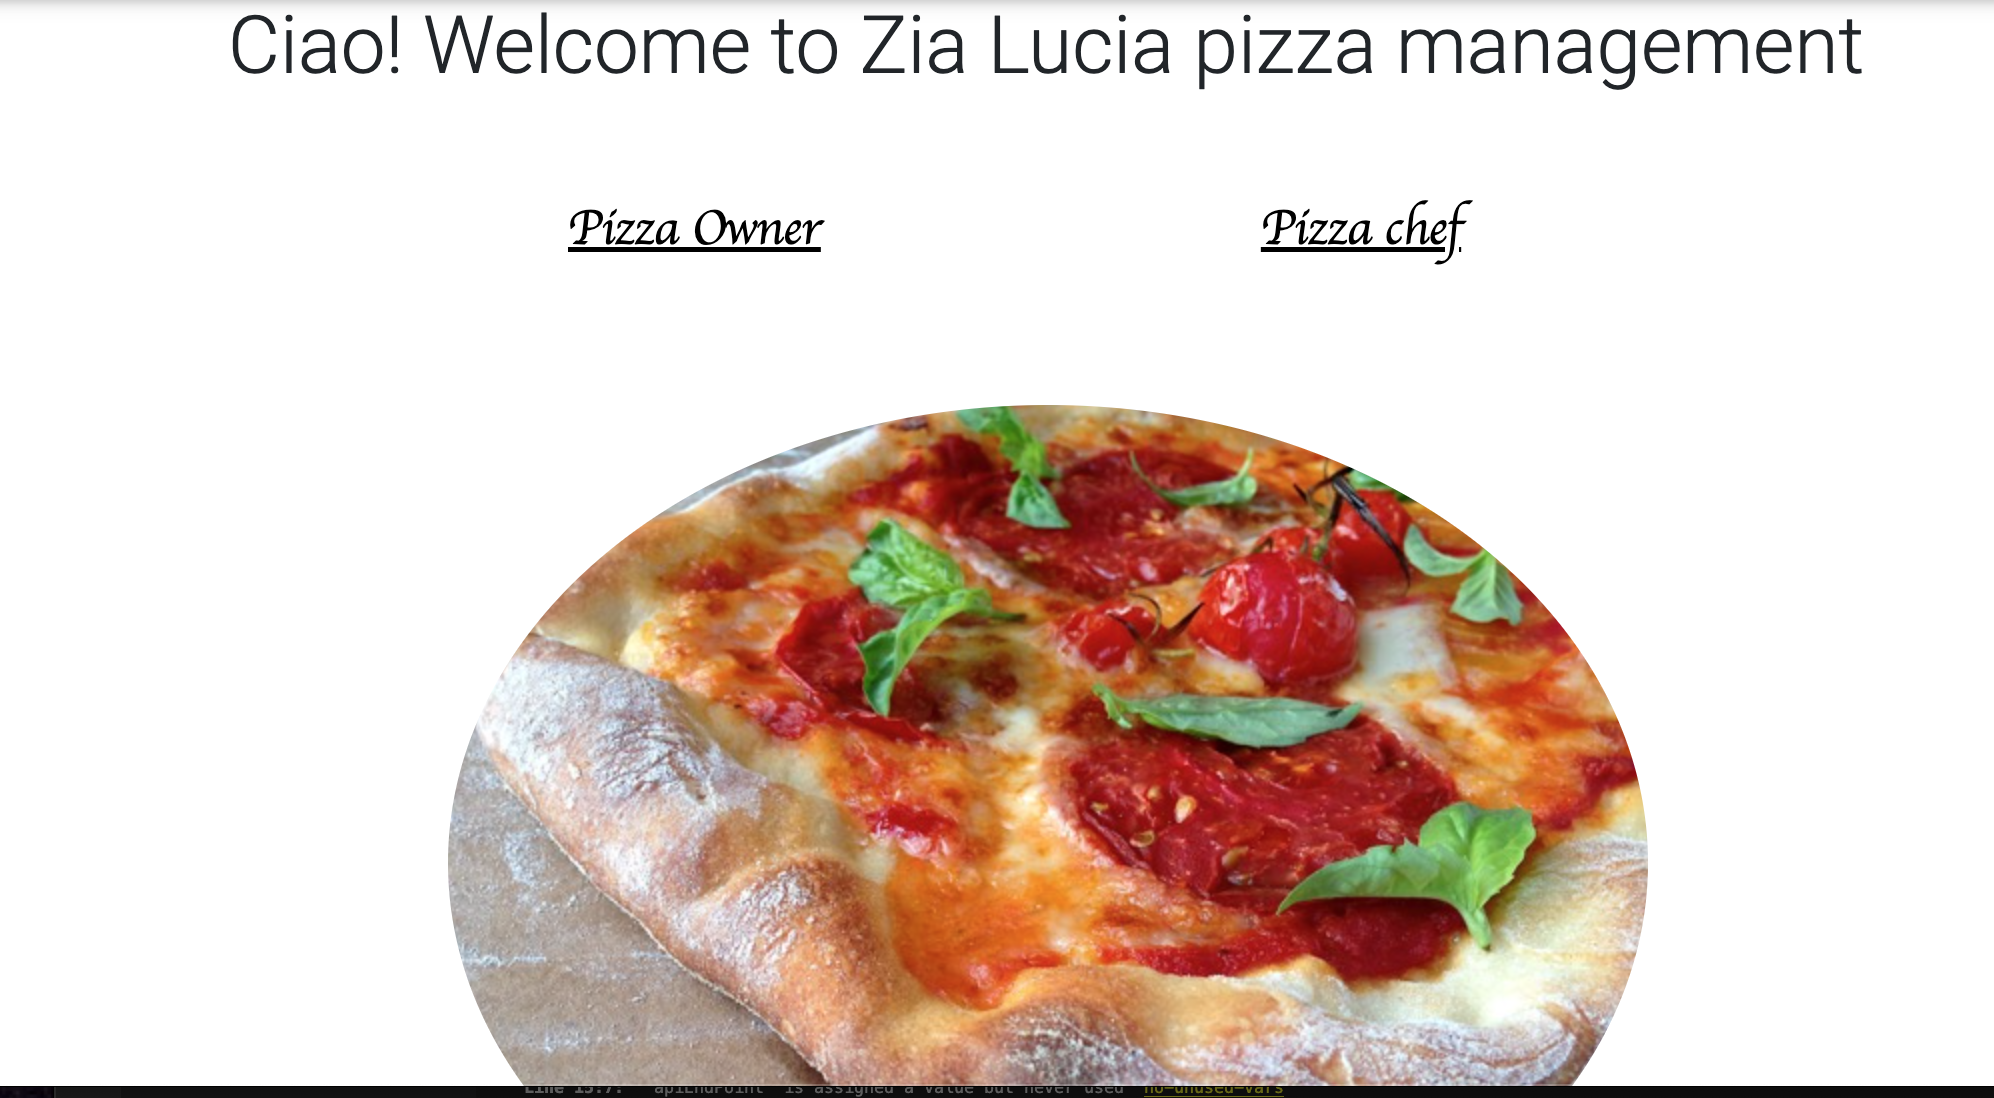 Ciao! Welcome to Zia Lucia pizza management
Pizza Owner
Pizza chef
Line 15:7: 'apiEndPoint' is assigned a value but never used no-unused-vars